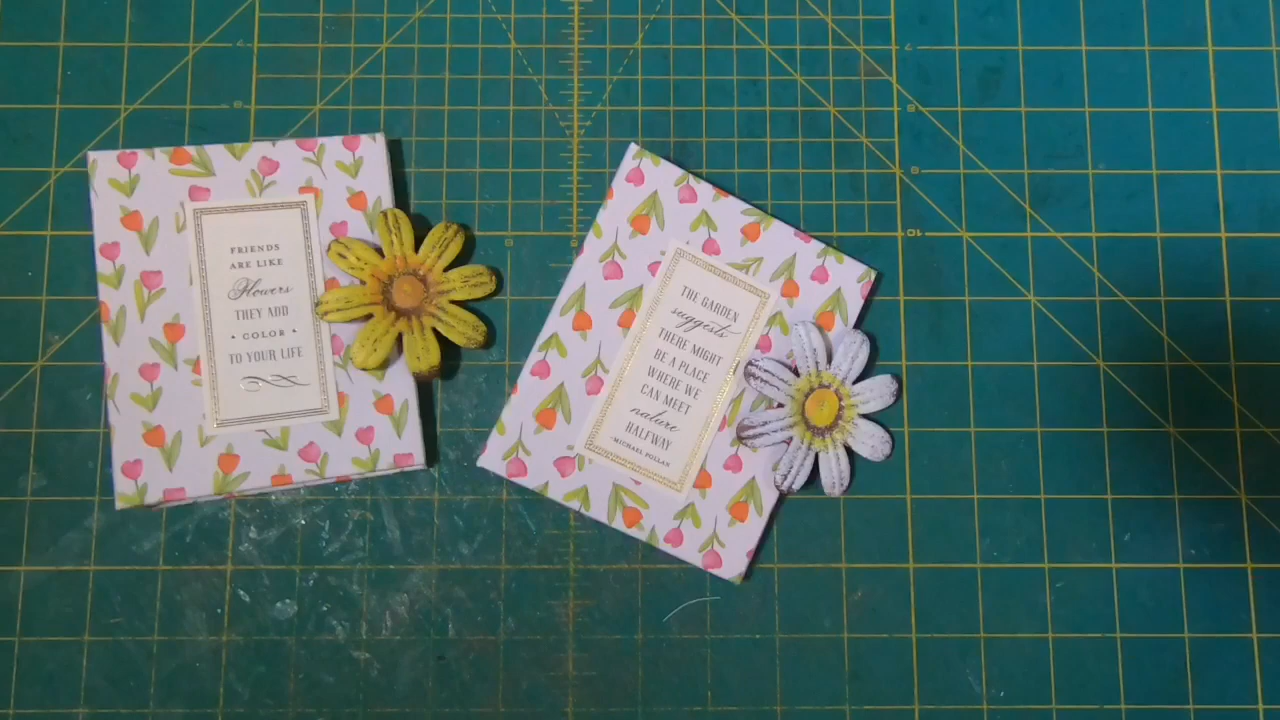 FRIENDS
ARE LIKE
Flowers
THEY ADD
• COLOR •
TO YOUR LIFE
THE GARDEN
suggests
THERE MIGHT
BE A PLACE
WHERE WE
CAN MEET
nature
HALFWAY
-MICHAEL POLLAN